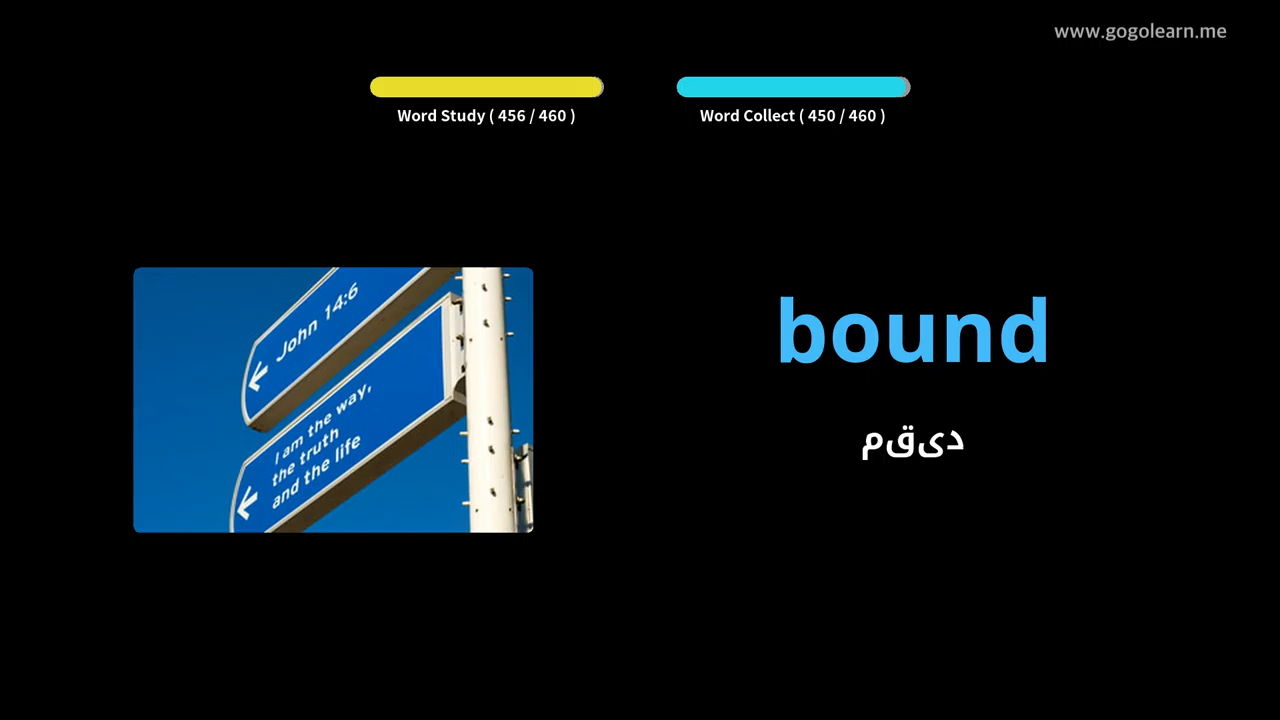 www.gogolearn.me
Word Study ( 456 / 460 )
Word Collect ( 450 / 460 )
John 14:6
I am the way,
the truth
and the life
bound
دیقم